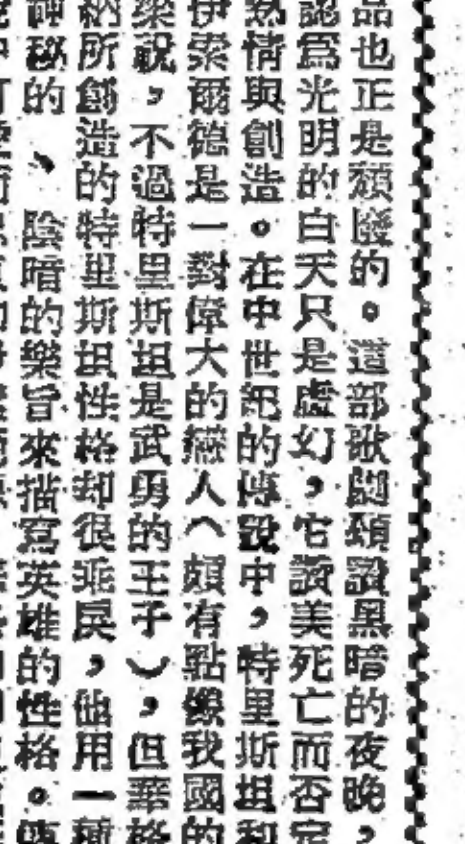 品也正是頹廢的。這部歌劇頌讚黑暗的夜晚，
認爲光明的白天只是虛幻，它讚美死亡而否定
熱情與創造。在中世紀的傳說中，特里斯坦和
伊索爾德是一對偉大的戀人（頗有點像我國的
梁祝，不過特里斯坦是武勇的王子），但華格
納所創造的特里斯坦性格却很乖戾，他用一種
神秘的、陰暗的樂旨來描寫英雄的性格。